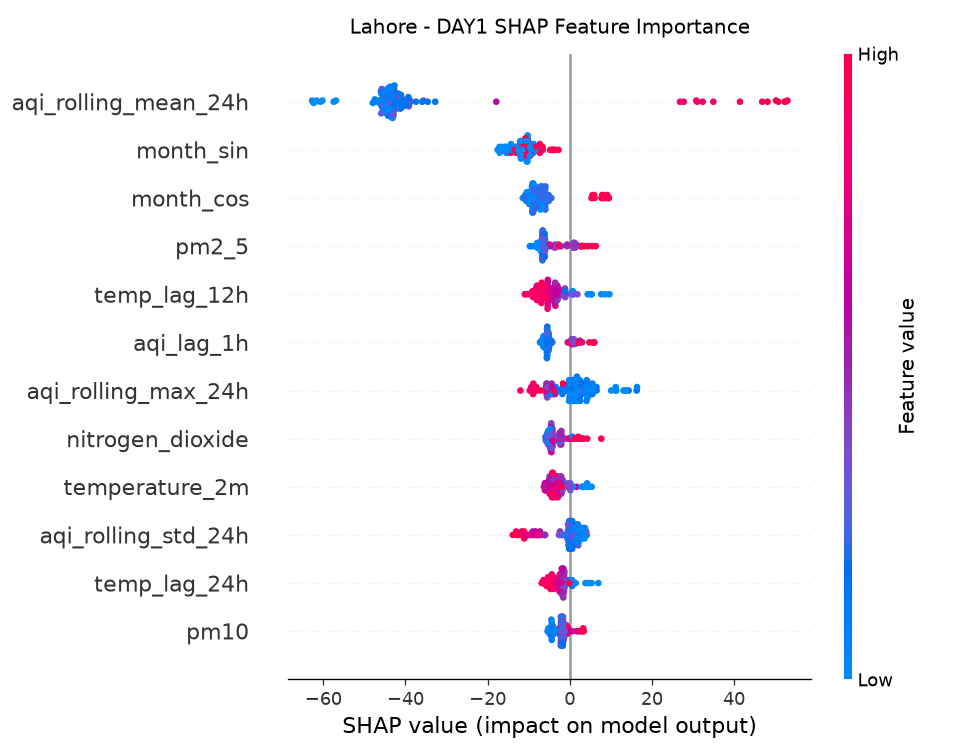 Lahore - DAY1 SHAP Feature Importance
High
aqi_rolling_mean_24h
month_sin
month_cos
pm2_5
temp_lag_12h
aqi_lag_1h
aqi_rolling_max_24h
nitrogen_dioxide
temperature_2m
aqi_rolling_std_24h
temp_lag_24h
pm10
Feature value
Low
−60 −40 −20 0 20 40
SHAP value (impact on model output)